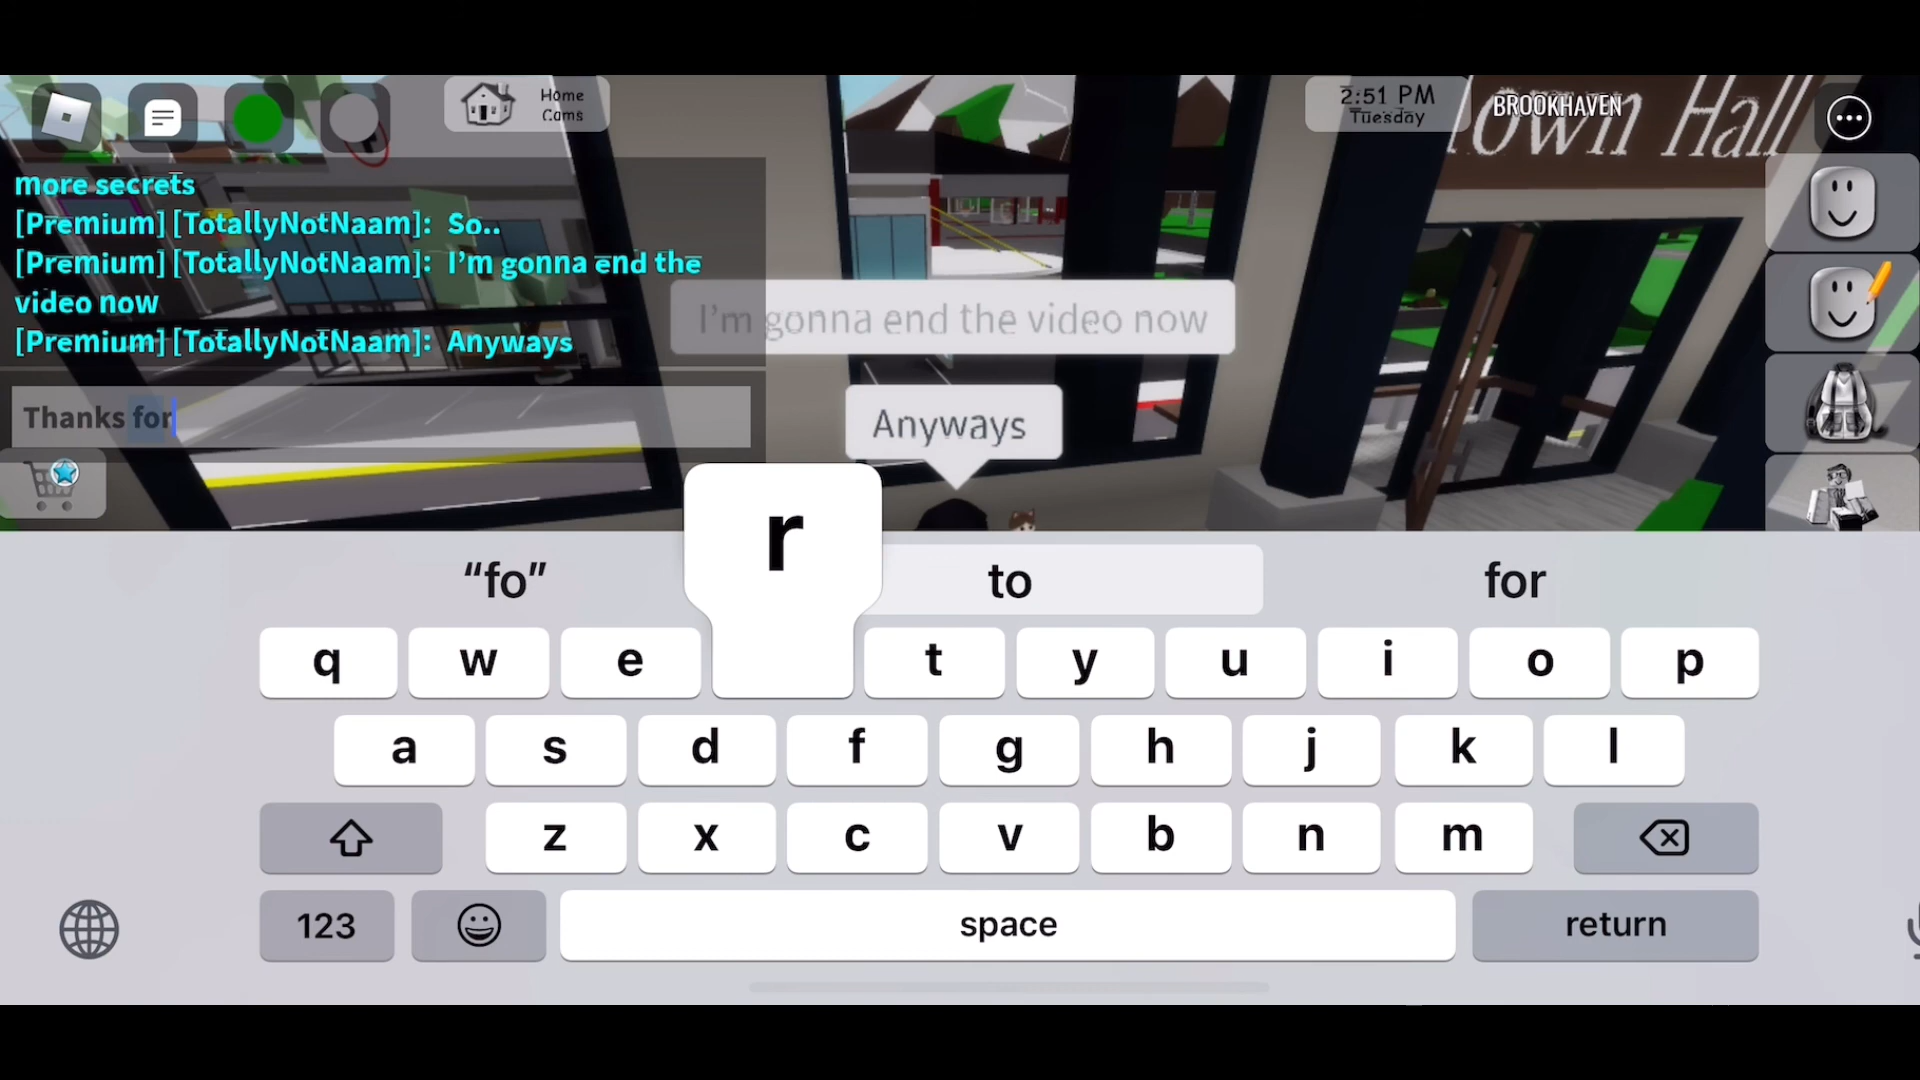 Home
Cams
2:51 PM
Tuesday
BROOKHAVEN
Town Hall
more secrets
[Premium] [TotallyNotNaam]: So..
[Premium] [TotallyNotNaam]: I’m gonna end the
video now
[Premium] [TotallyNotNaam]: Anyways
I’m gonna end the video now
Anyways
Thanks for
“fo” to for
r
q w e t y u i o p
a s d f g h j k l
z x c v b n m
123 space return